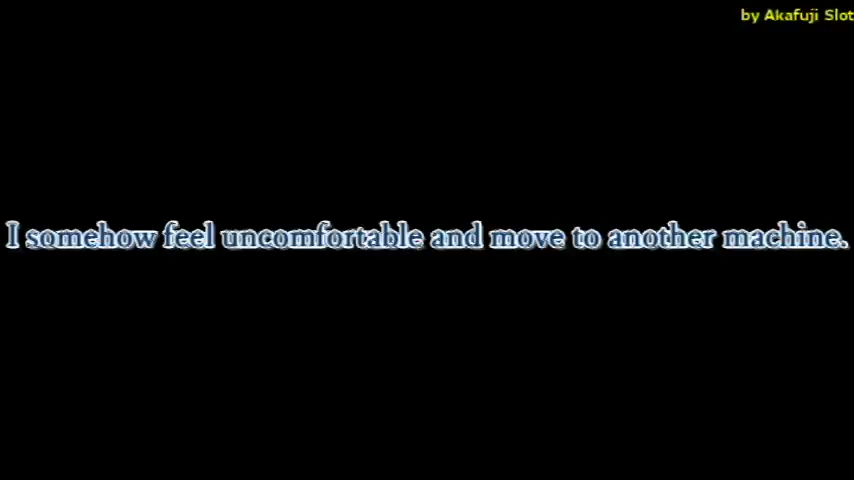 by Akafuji Slot
I somehow feel uncomfortable and move to another machine.